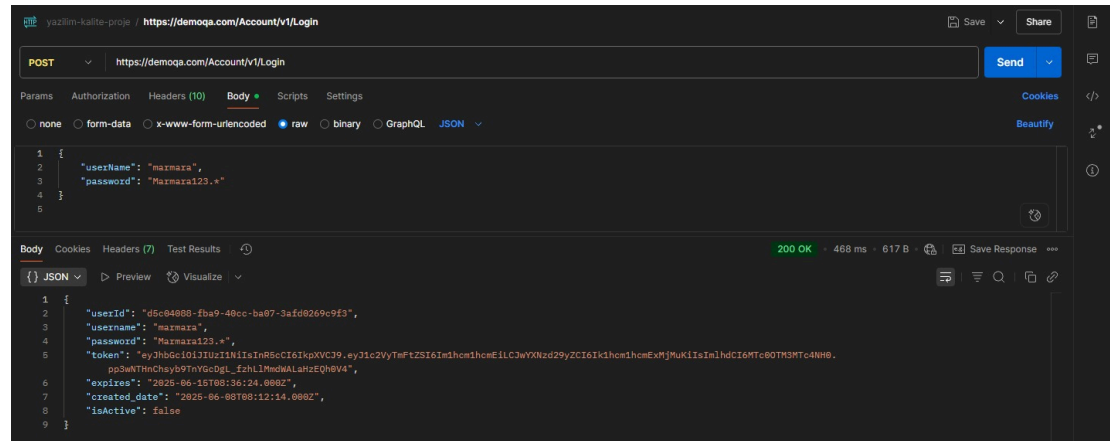 HTTP yazilim-kalite-proje / https://demoqa.com/Account/v1/Login Save Share
POST https://demoqa.com/Account/v1/Login Send
Params Authorization Headers (10) Body Scripts Settings Cookies
none form-data x-www-form-urlencoded raw binary GraphQL JSON Beautify
1 {
2 "userName": "marmara",
3 "password": "Marmara123.*"
4 }
5
Body Cookies Headers (7) Test Results 200 OK 468 ms 617 B Save Response
{} JSON Preview Visualize
1 {
2 "userId": "d5c04088-fba9-40cc-ba07-3afd0269c9f3",
3 "username": "marmara",
4 "password": "Marmara123.*",
5 "token": "eyJhbGciOiJIUzI1NiIsInR5cCI6IkpXVCJ9.eyJ1c2VyTmFtZSI6Im1hcm1hcmEiLCJwYXNzd29yZCI6Ik1hcm1hcmExMjMuKiIsImlhdCI6MTc0OTM3MTc4NH0.
pp3wNTHnChsyb9TnYGcDgL_fzhLlMmdWALaHzEQh0V4",
6 "expires": "2025-06-15T08:36:24.000Z",
7 "created_date": "2025-06-08T08:12:14.000Z",
8 "isActive": false
9 }